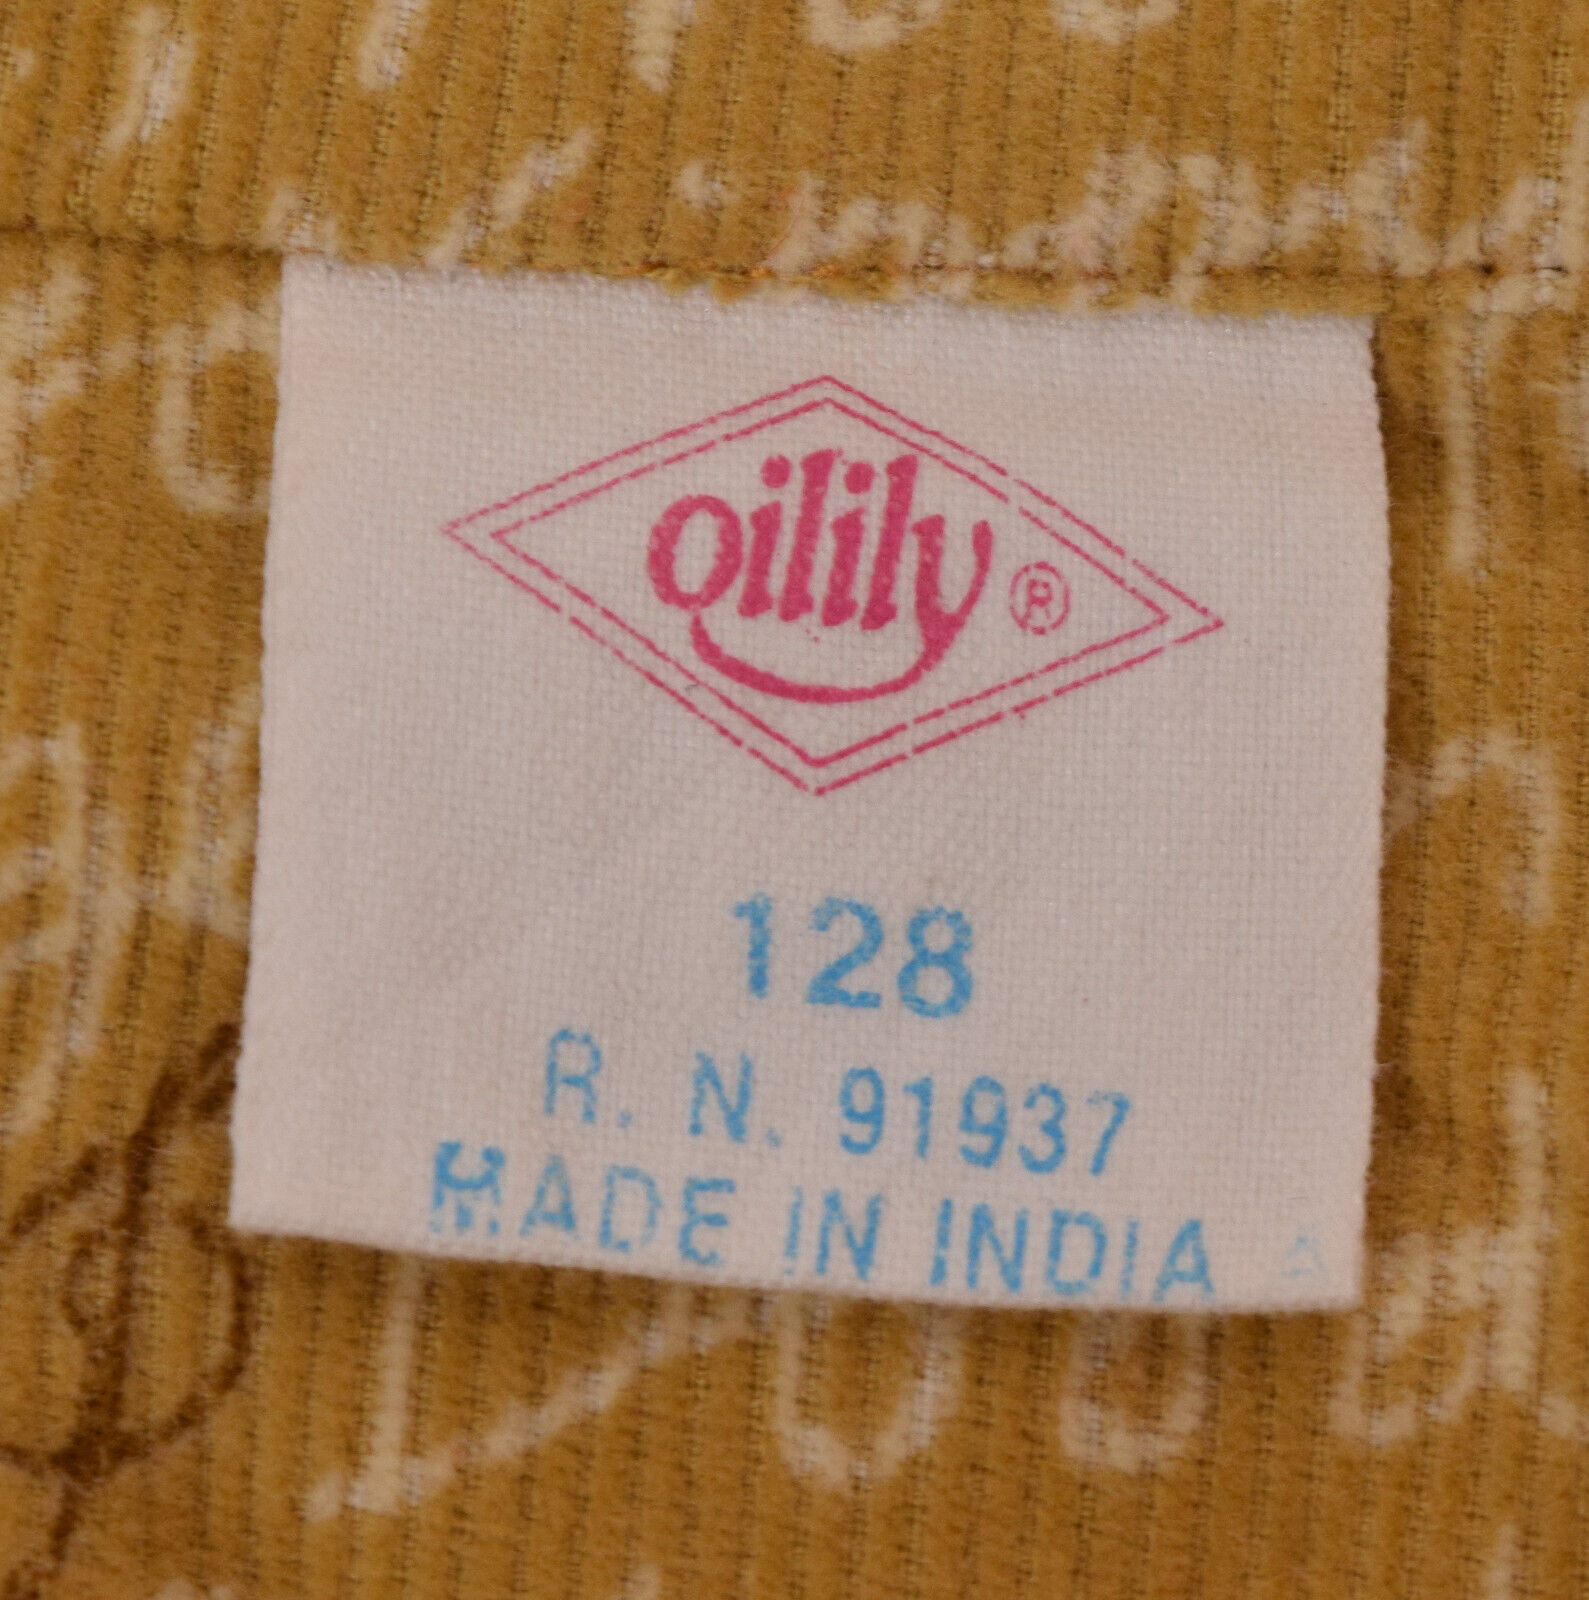 oilily ®
128
R. N. 91937
MADE IN INDIA